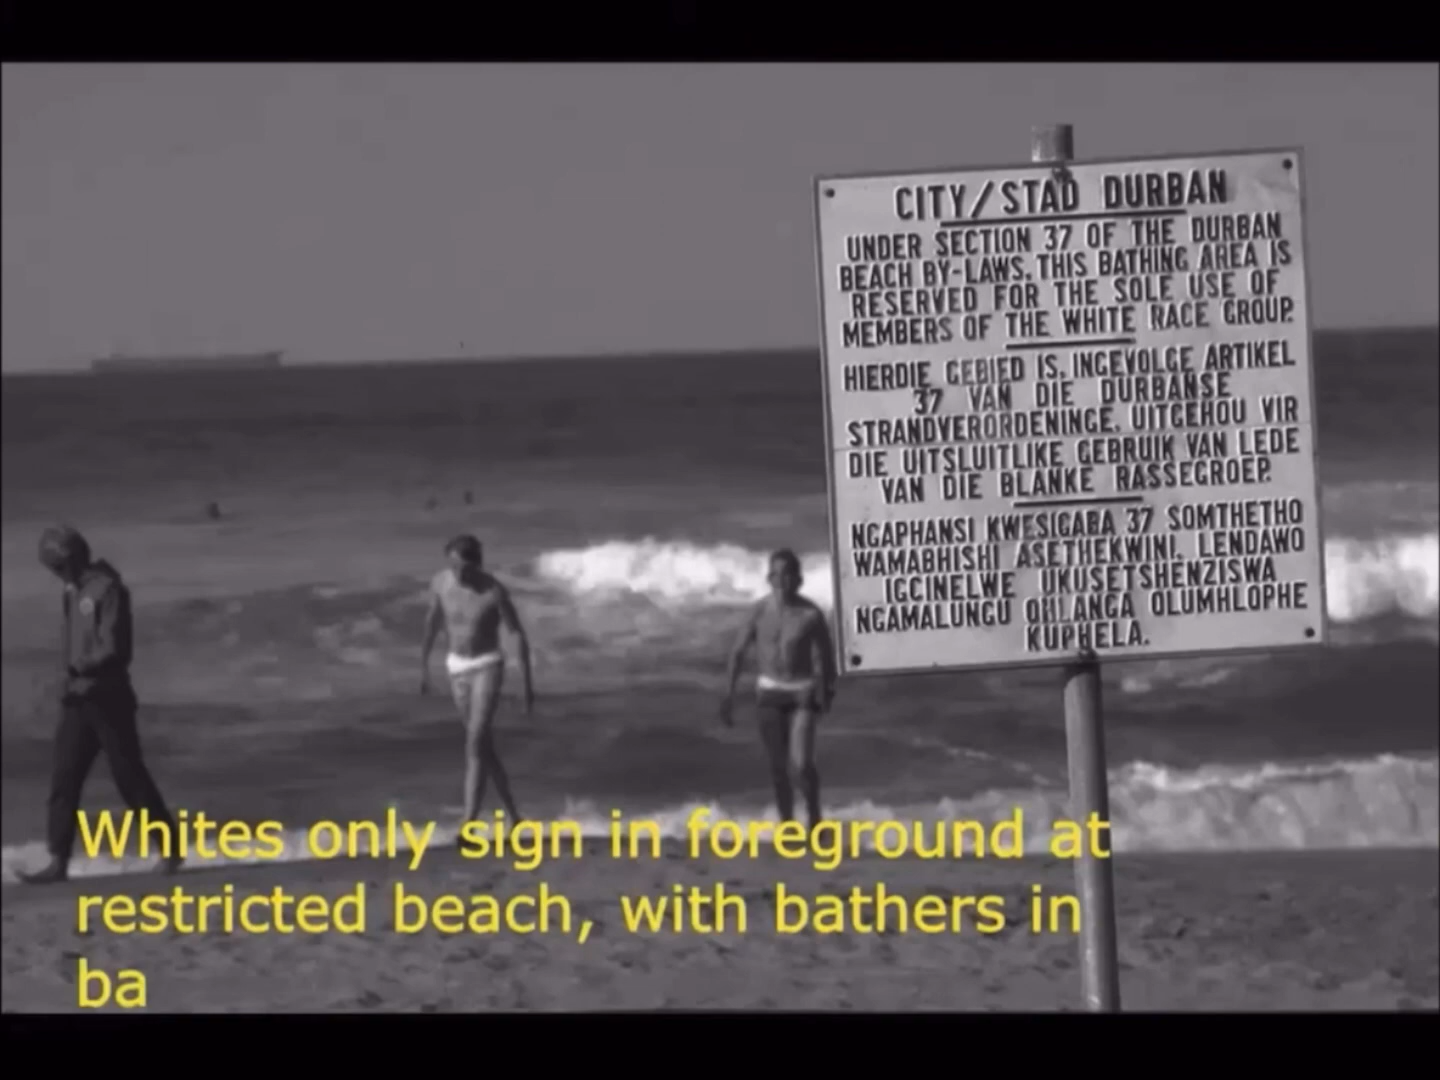 CITY/STAD DURBAN
UNDER SECTION 37 OF THE DURBAN
BEACH BY-LAWS, THIS BATHING AREA IS
RESERVED FOR THE SOLE USE OF
MEMBERS OF THE WHITE RACE GROUP.
HIERDIE GEBIED IS, INGEVOLGE ARTIKEL
37 VAN DIE DURBANSE
STRANDVERORDENINGE, UITGEHOU VIR
DIE UITSLUITLIKE GEBRUIK VAN LEDE
VAN DIE BLANKE RASSEGROEP.
NGAPHANSI KWESIGABA 37 SOMTHETHO
WAMABHISHI ASETHEKWINI, LENDAWO
IGCINELWE UKUSETSHENZISWA
NGAMALUNGU OHLANGA OLUMHLOPHE
KUPHELA.
Whites only sign in foreground at
restricted beach, with bathers in
ba